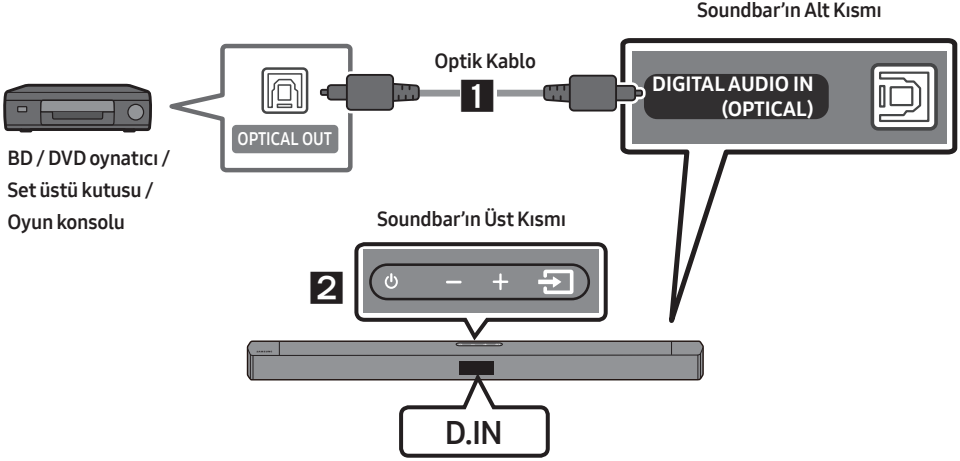 Soundbar'ın Alt Kısmı
Optik Kablo
1
DIGITAL AUDIO IN
(OPTICAL)
OPTICAL OUT
BD / DVD oynatıcı /
Set üstü kutusu /
Oyun konsolu
Soundbar'ın Üst Kısmı
2
D.IN